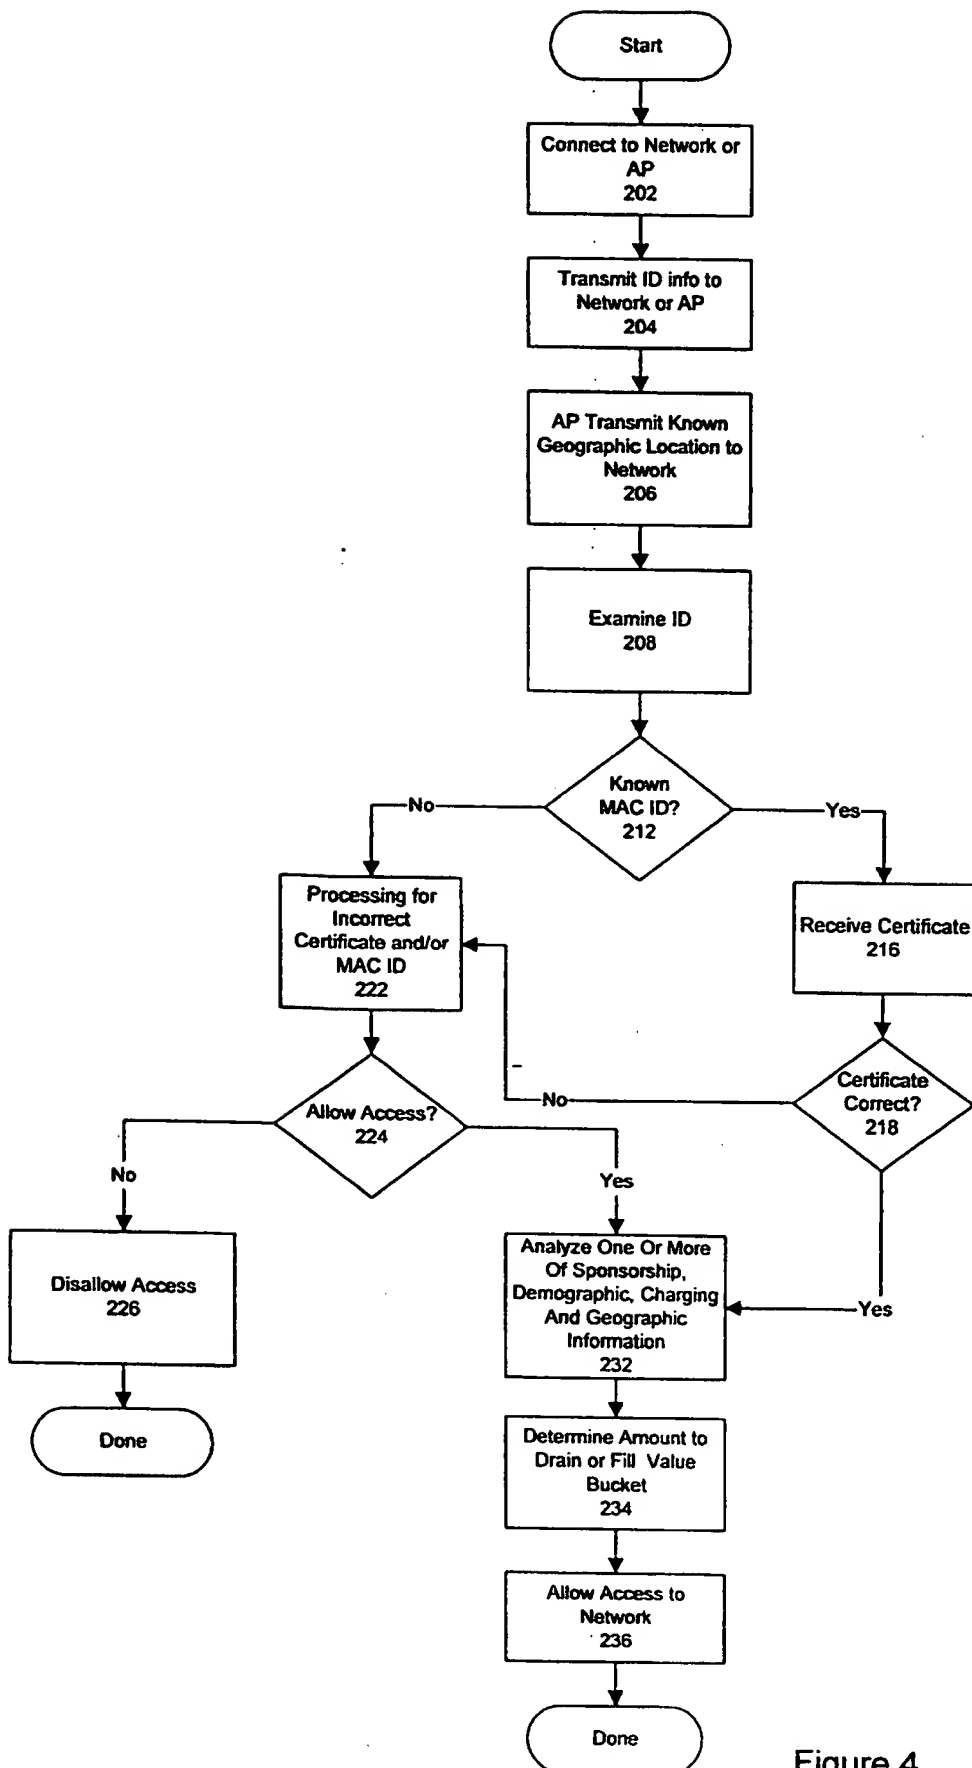 Start
Connect to Network or
AP
202
Transmit ID info to
Network or AP
204
AP Transmit Known
Geographic Location to
Network
206
Examine ID
208
Known
MAC ID?
212
No
Yes
Processing for
Incorrect
Certificate and/or
MAC ID
222
Receive Certificate
216
Certificate
Correct?
218
No
Allow Access?
224
No
Yes
Yes
Disallow Access
226
Done
Analyze One Or More
Of Sponsorship,
Demographic, Charging
And Geographic
Information
232
Determine Amount to
Drain or Fill Value
Bucket
234
Allow Access to
Network
236
Done
Figure 4